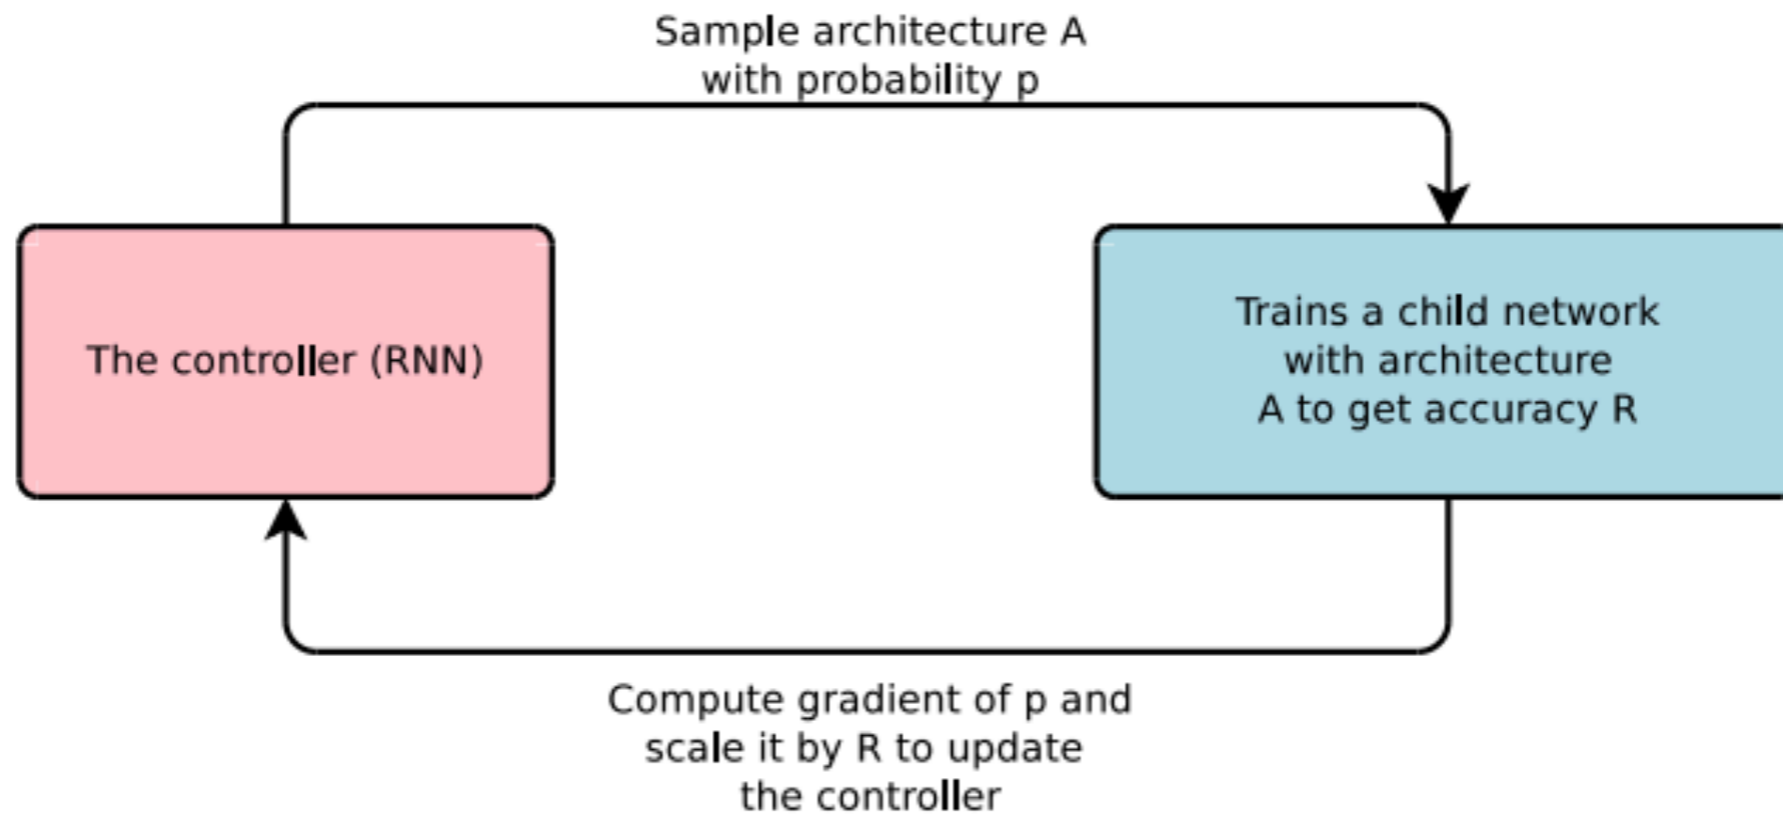 Sample architecture A
with probability p
The controller (RNN)
Trains a child network
with architecture
A to get accuracy R
Compute gradient of p and
scale it by R to update
the controller